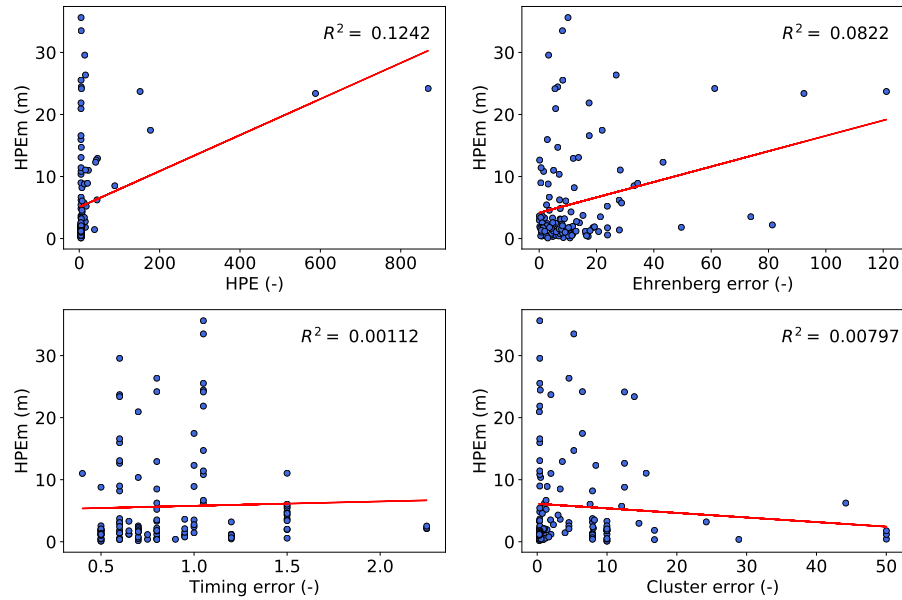 R² = 0.1242
30
20
10
0
HPEm (m)
0 200 400 600 800
HPE (-)
R² = 0.0822
30
20
10
0
HPEm (m)
0 20 40 60 80 100 120
Ehrenberg error (-)
R² = 0.00112
30
20
10
0
HPEm (m)
0.5 1.0 1.5 2.0
Timing error (-)
R² = 0.00797
30
20
10
0
HPEm (m)
0 10 20 30 40 50
Cluster error (-)